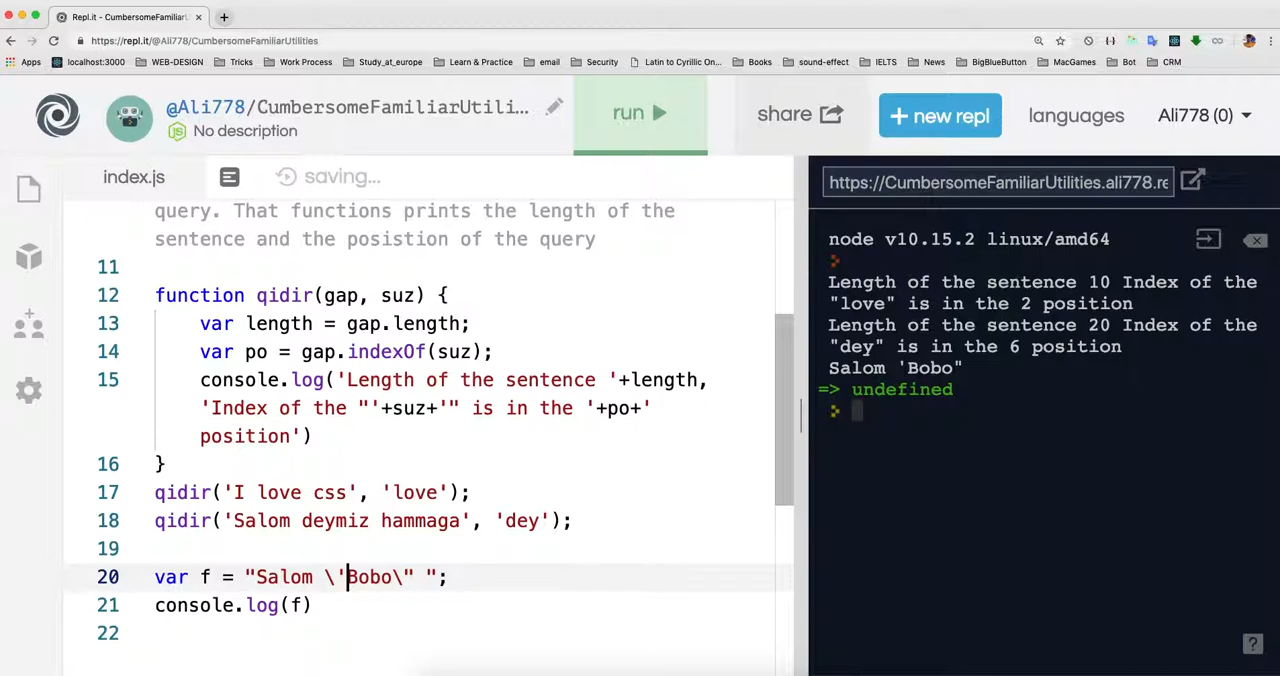 Repl.it - CumbersomeFamiliarU
https://repl.it/@Ali778/CumbersomeFamiliarUtilities
Apps localhost:3000 WEB-DESIGN Tricks Work Process Study_at_europe Learn & Practice email Security Latin to Cyrillic On... Books sound-effect IELTS News BigBlueButton MacGames Bot CRM
@Ali778/CumbersomeFamiliarUtili...
No description
run
share
+ new repl
languages
Ali778 (0)
index.js
saving...
query. That functions prints the length of the
sentence and the posistion of the query
11
12 function qidir(gap, suz) {
13 var length = gap.length;
14 var po = gap.indexOf(suz);
15 console.log('Length of the sentence '+length,
'Index of the "'+suz+'" is in the '+po+'
position')
16 }
17 qidir('I love css', 'love');
18 qidir('Salom deymiz hammaga', 'dey');
19
20 var f = "Salom \'Bobo\" ";
21 console.log(f)
22
https://CumbersomeFamiliarUtilities.ali778.re
node v10.15.2 linux/amd64
Length of the sentence 10 Index of the
"love" is in the 2 position
Length of the sentence 20 Index of the
"dey" is in the 6 position
Salom 'Bobo"
=> undefined
?